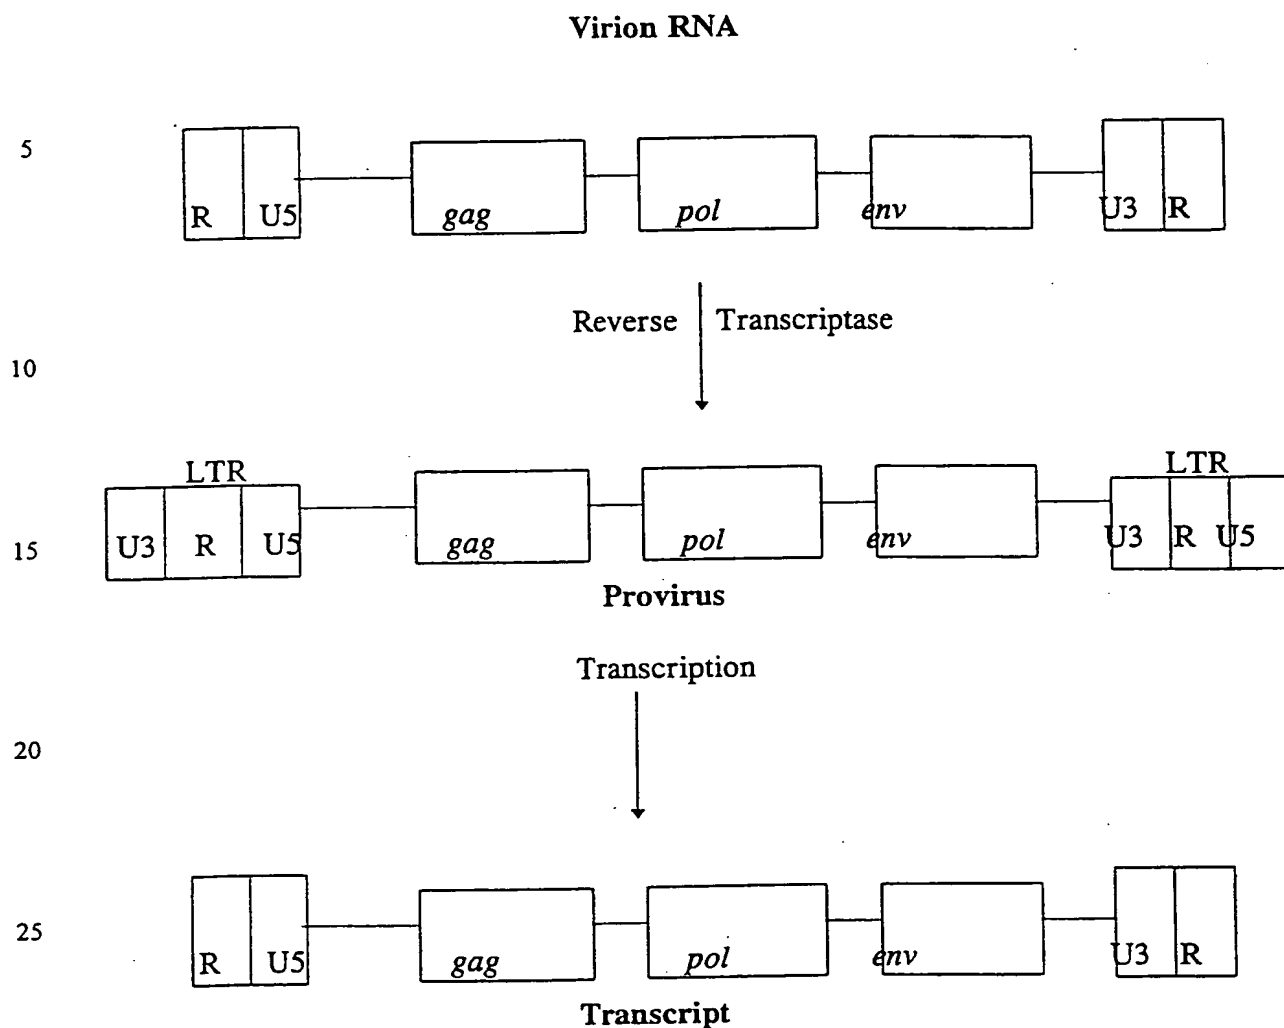 Virion RNA
5
R U5 gag pol env U3 R
Reverse Transcriptase
10
LTR LTR
15 U3 R U5 gag pol env U3 R U5
Provirus
Transcription
20
25
R U5 gag pol env U3 R
Transcript